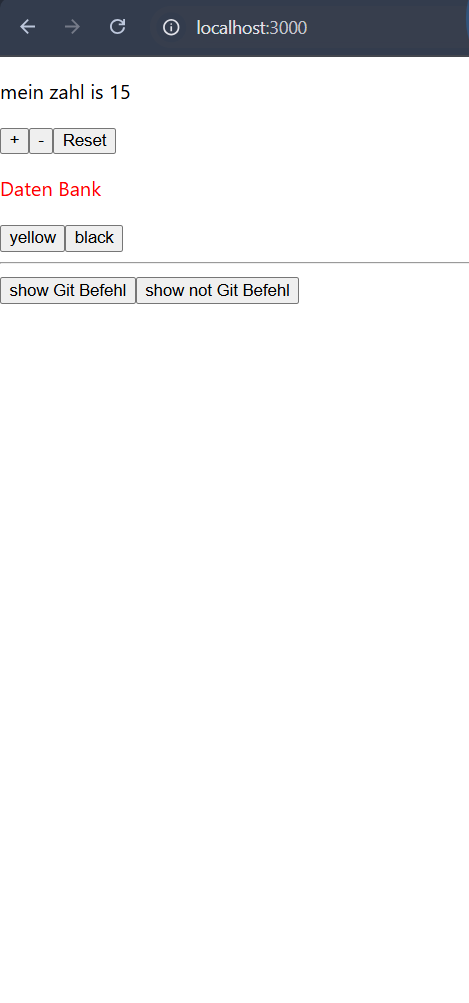 localhost:3000
mein zahl is 15
+ - Reset
Daten Bank
yellow black
show Git Befehl show not Git Befehl